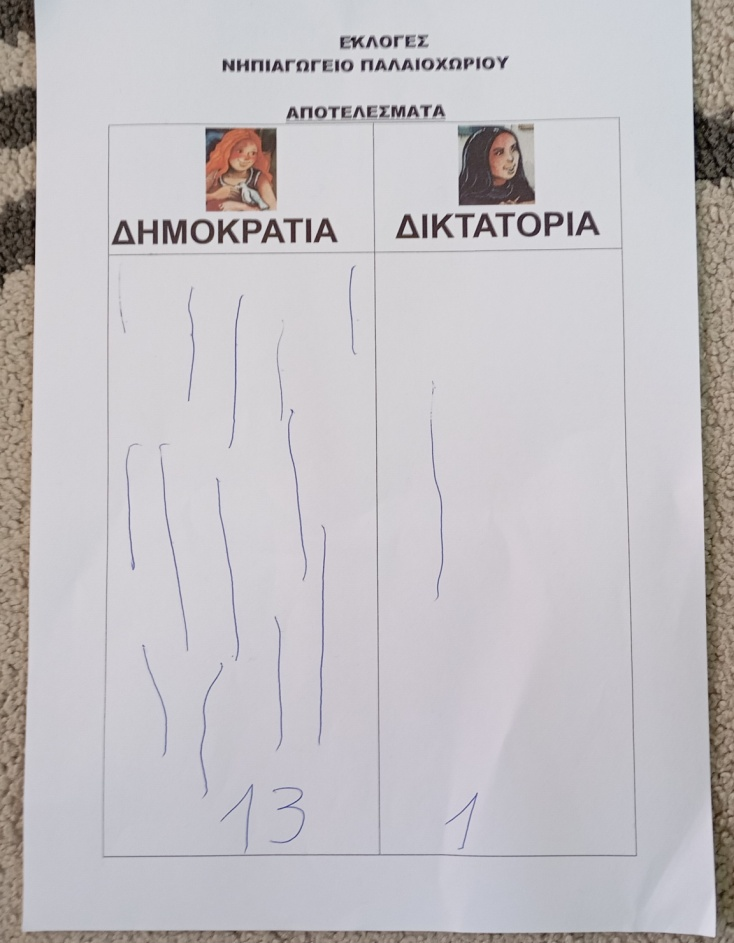 ΕΚΛΟΓΕΣ
ΝΗΠΙΑΓΩΓΕΙΟ ΠΑΛΑΙΟΧΩΡΙΟΥ
ΑΠΟΤΕΛΕΣΜΑΤΑ
ΔΗΜΟΚΡΑΤΙΑ ΔΙΚΤΑΤΟΡΙΑ
13 1